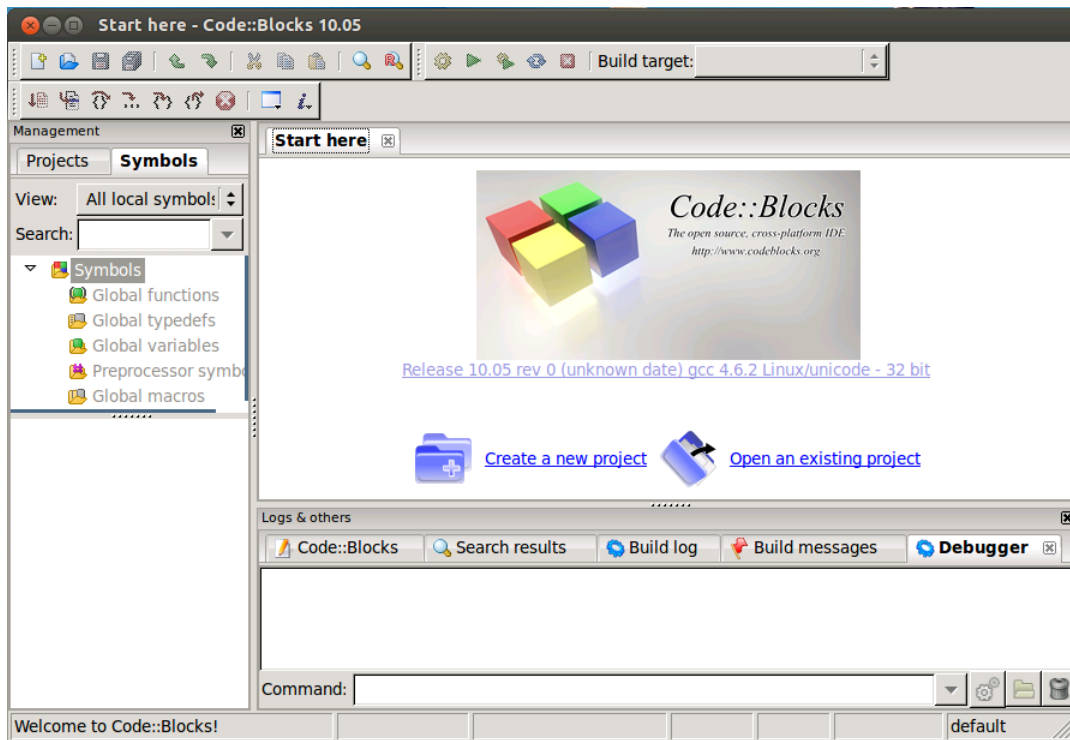 Start here - Code::Blocks 10.05
Build target:
Management
Projects Symbols
View: All local symbols
Search:
Symbols
Global functions
Global typedefs
Global variables
Preprocessor symbo
Global macros
Start here
Code::Blocks
The open source, cross-platform IDE
http://www.codeblocks.org
Release 10.05 rev 0 (unknown date) gcc 4.6.2 Linux/unicode - 32 bit
Create a new project Open an existing project
Logs & others
Code::Blocks Search results Build log Build messages Debugger
Command:
Welcome to Code::Blocks! default